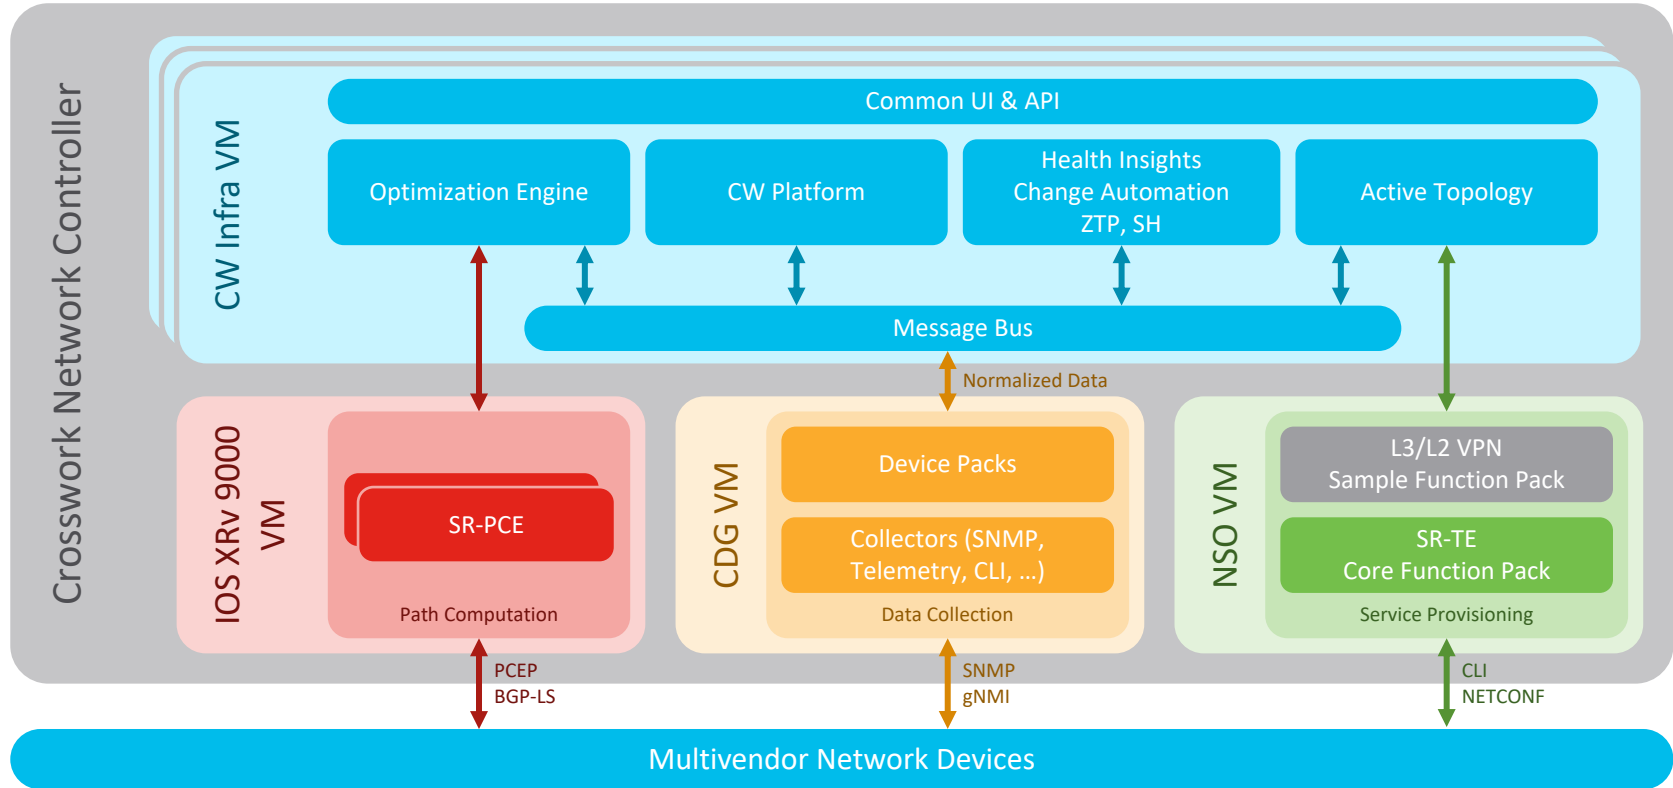 Crosswork Network Controller
CW Infra VM
Common UI & API
Optimization Engine
CW Platform
Health Insights
Change Automation
ZTP, SH
Active Topology
Message Bus
Normalized Data
IOS XRv 9000
VM
SR-PCE
Path Computation
CDG VM
Device Packs
Collectors (SNMP,
Telemetry, CLI, ...)
Data Collection
NSO VM
L3/L2 VPN
Sample Function Pack
SR-TE
Core Function Pack
Service Provisioning
PCEP
BGP-LS
SNMP
gNMI
CLI
NETCONF
Multivendor Network Devices